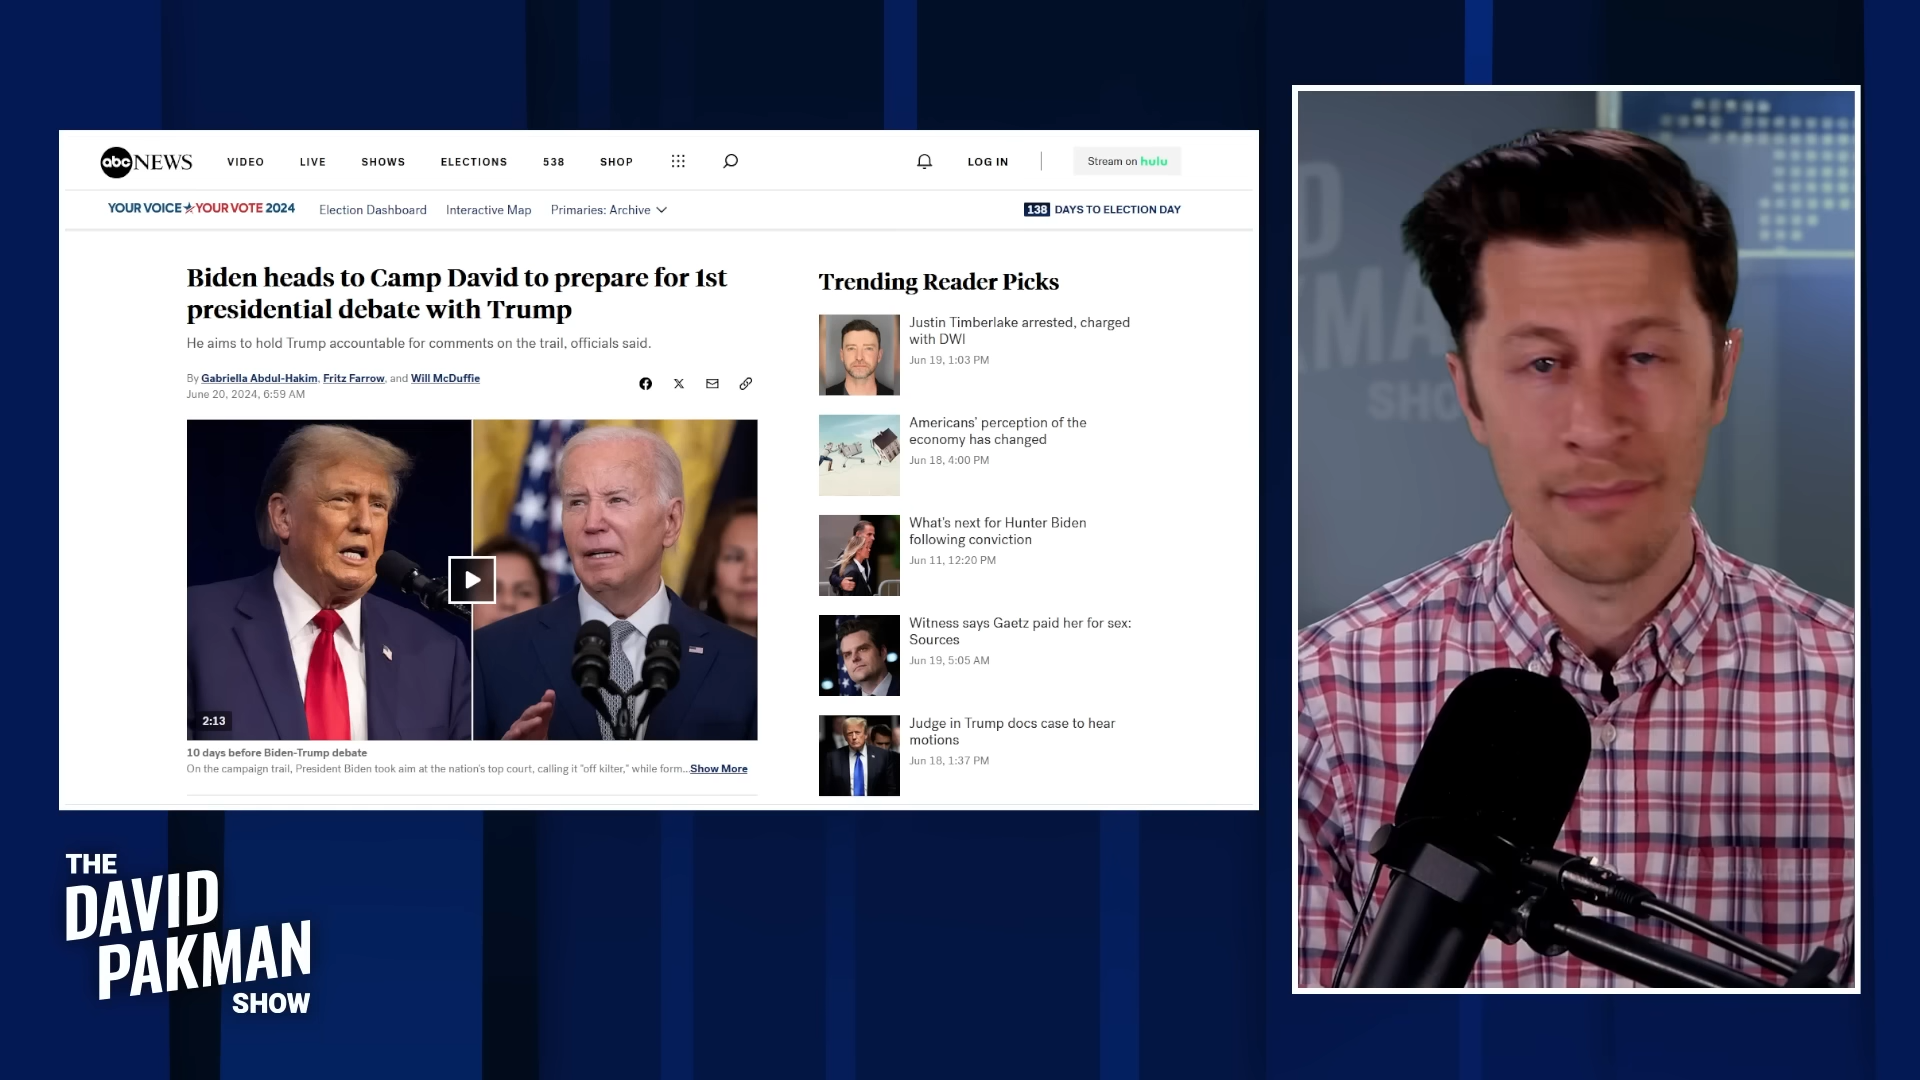 abc NEWS VIDEO LIVE SHOWS ELECTIONS 538 SHOP LOG IN Stream on hulu
YOUR VOICE YOUR VOTE 2024 Election Dashboard Interactive Map Primaries: Archive 138 DAYS TO ELECTION DAY
Biden heads to Camp David to prepare for 1st
presidential debate with Trump
He aims to hold Trump accountable for comments on the trail, officials said.
By Gabriella Abdul-Hakim, Fritz Farrow, and Will McDuffie
June 20, 2024, 6:59 AM
2:13
10 days before Biden-Trump debate
On the campaign trail, President Biden took aim at the nation's top court, calling it "off kilter," while form...Show More
Trending Reader Picks
Justin Timberlake arrested, charged
with DWI
Jun 19, 1:03 PM
Americans' perception of the
economy has changed
Jun 18, 4:00 PM
What's next for Hunter Biden
following conviction
Jun 11, 12:20 PM
Witness says Gaetz paid her for sex:
Sources
Jun 19, 5:05 AM
Judge in Trump docs case to hear
motions
Jun 18, 1:37 PM
THE
DAVID
PAKMAN
SHOW